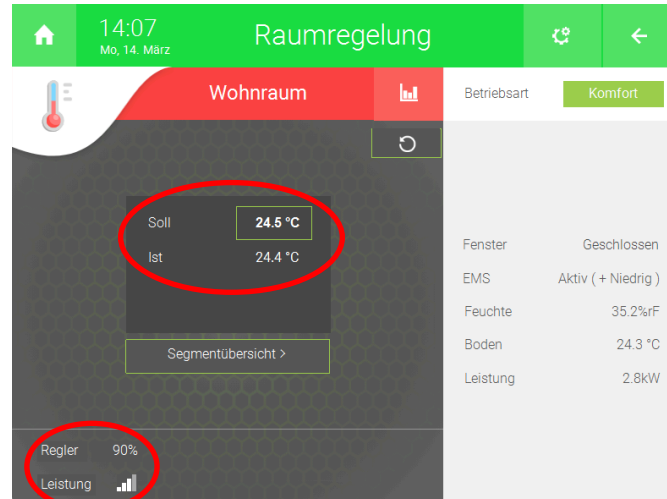 14:07
Mo, 14. März
Raumregelung
Wohnraum
Betriebsart Komfort
Soll 24.5 °C
Ist 24.4 °C
Segmentübersicht >
Fenster Geschlossen
EMS Aktiv ( + Niedrig )
Feuchte 35.2%rF
Boden 24.3 °C
Leistung 2.8kW
Regler 90%
Leistung